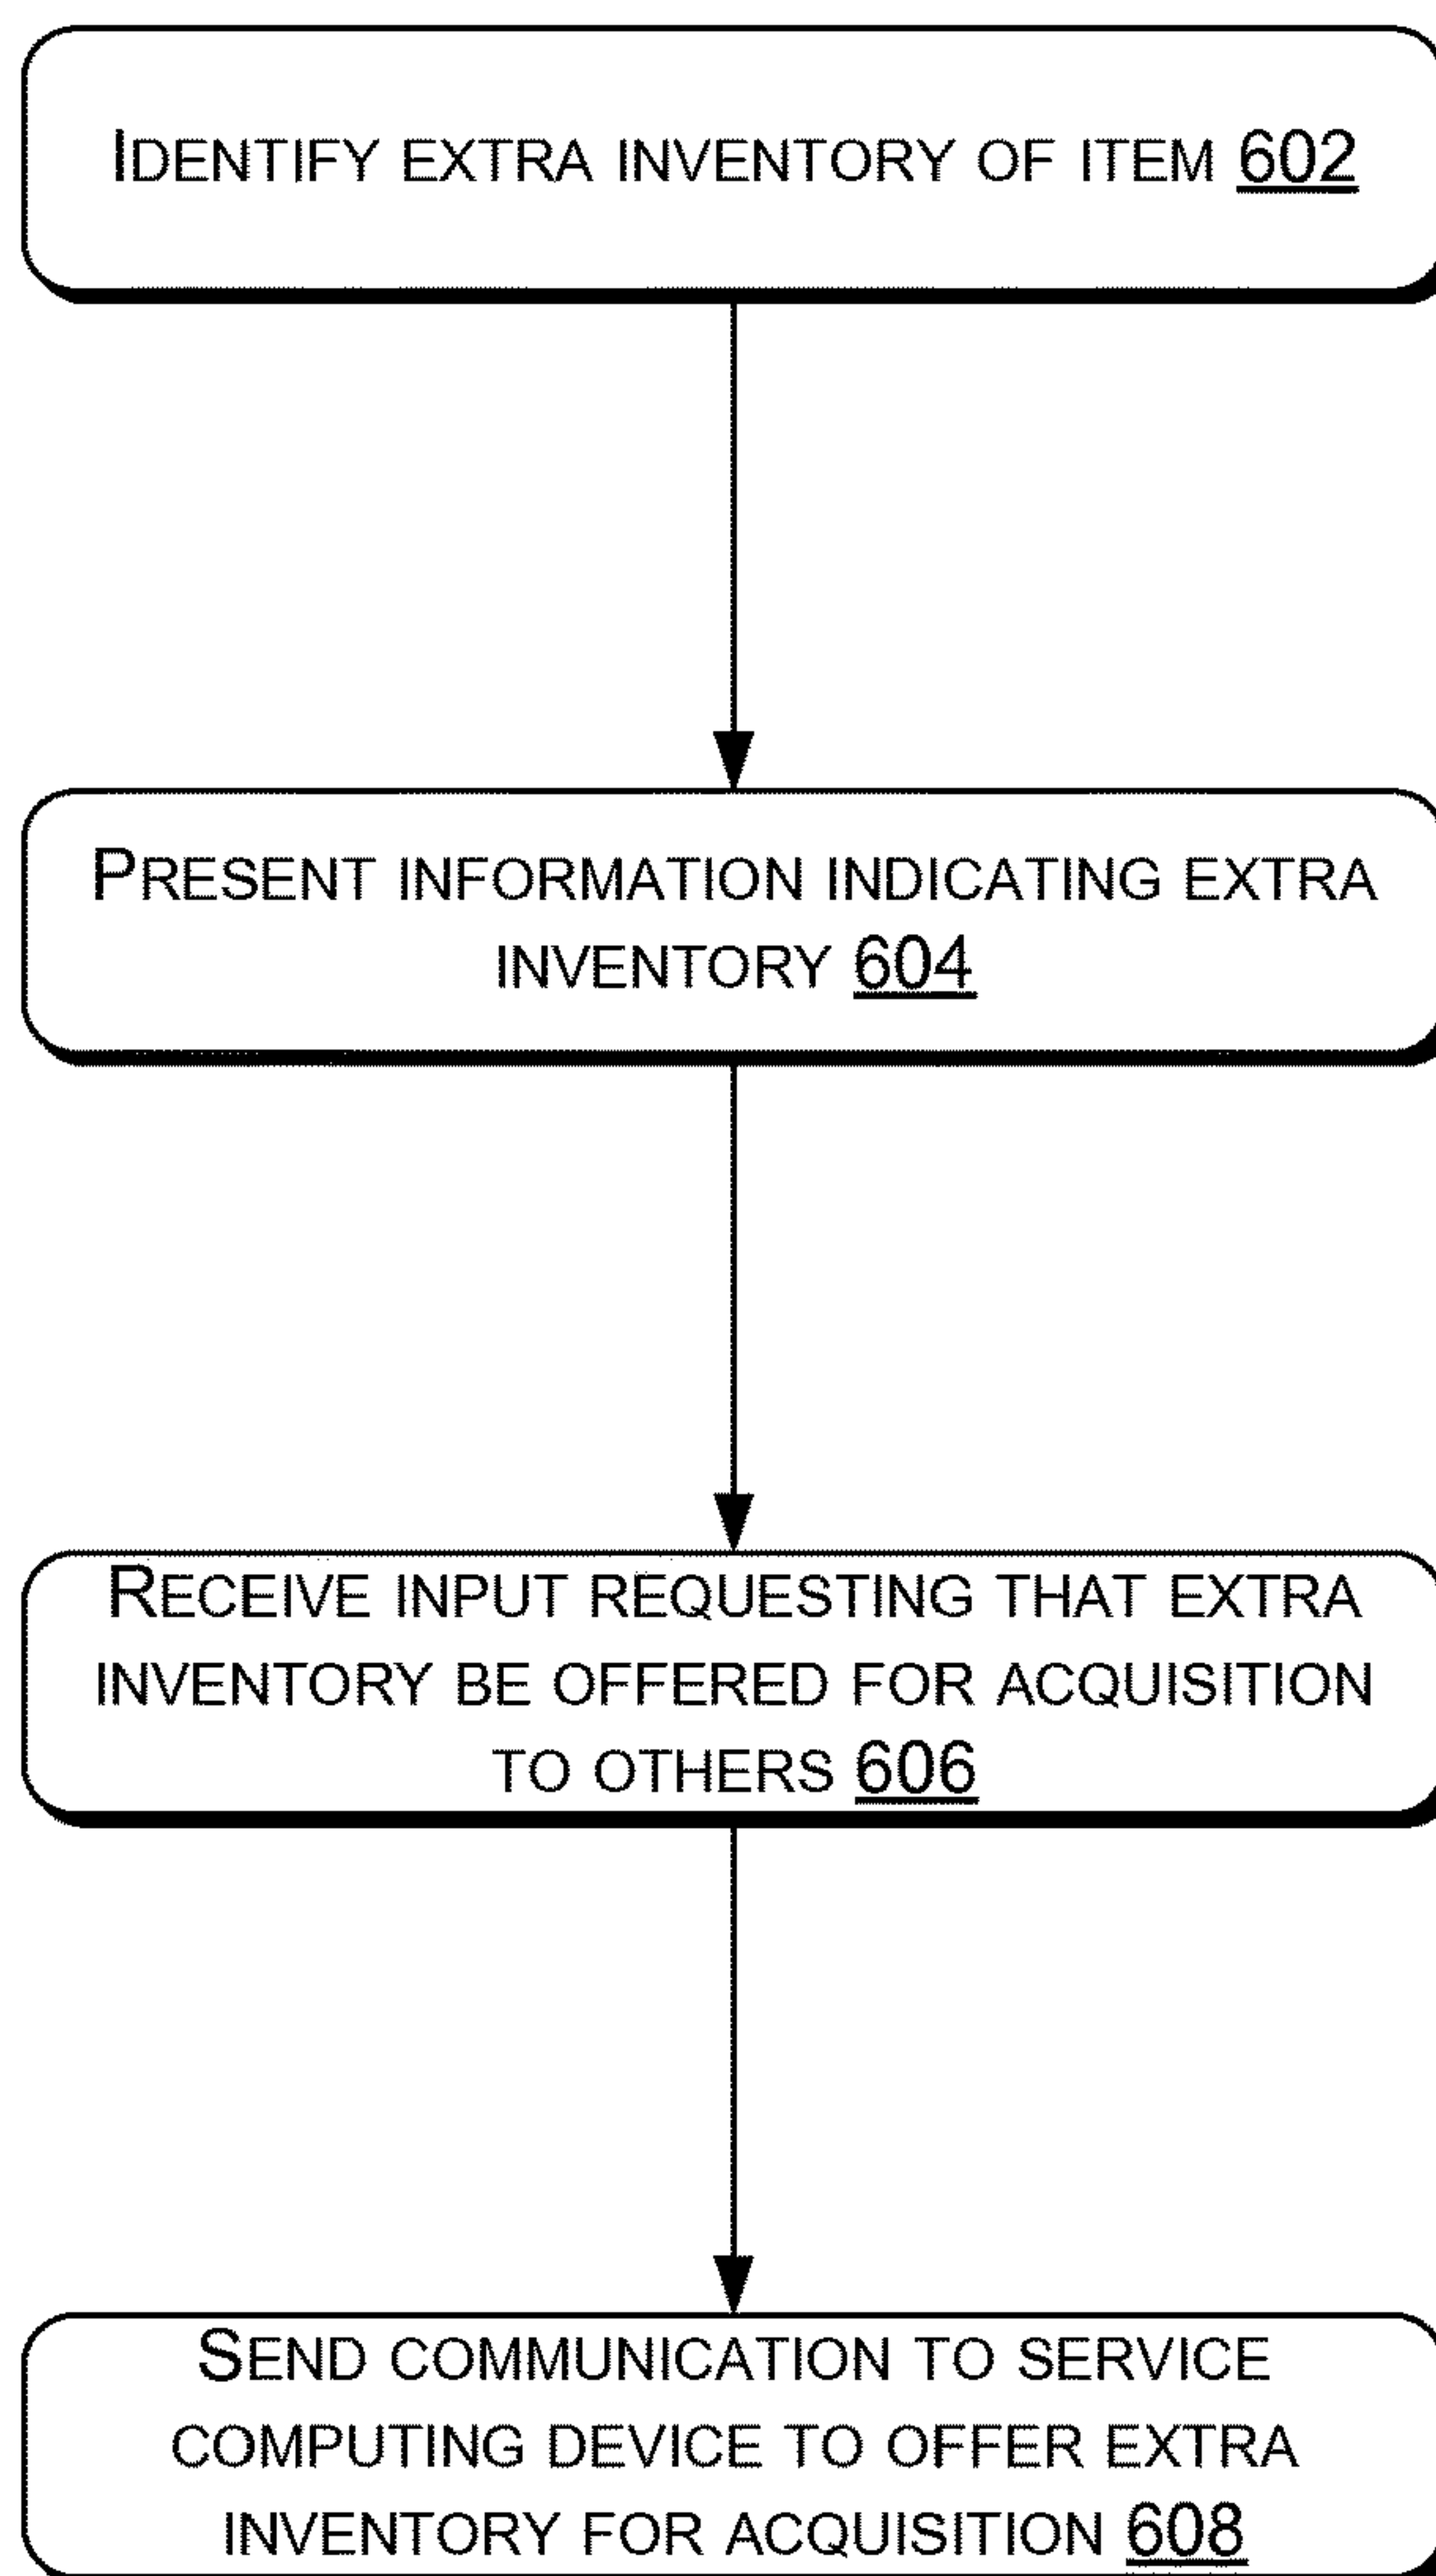 IDENTIFY EXTRA INVENTORY OF ITEM 602
PRESENT INFORMATION INDICATING EXTRA
INVENTORY 604
RECEIVE INPUT REQUESTING THAT EXTRA
INVENTORY BE OFFERED FOR ACQUISITION
TO OTHERS 606
SEND COMMUNICATION TO SERVICE
COMPUTING DEVICE TO OFFER EXTRA
INVENTORY FOR ACQUISITION 608